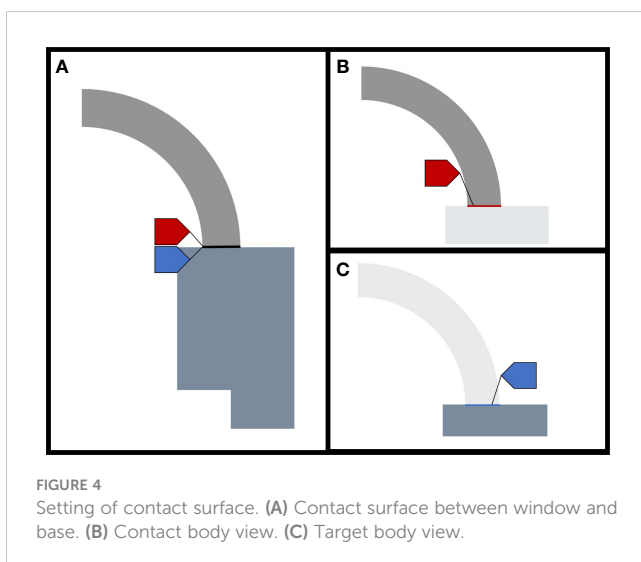 A
B
C
FIGURE 4
Setting of contact surface. (A) Contact surface between window and
base. (B) Contact body view. (C) Target body view.